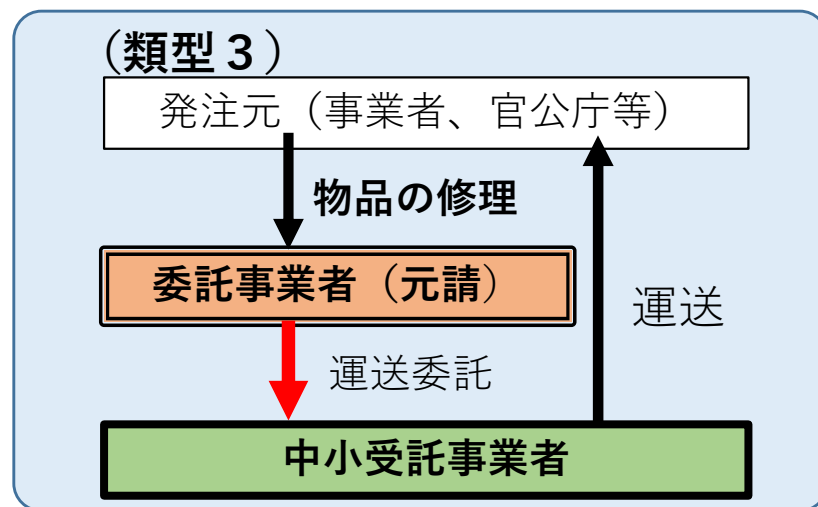 （類型３）
発注元（事業者、官公庁等）
物品の修理
委託事業者（元請）
運送
運送委託
中小受託事業者